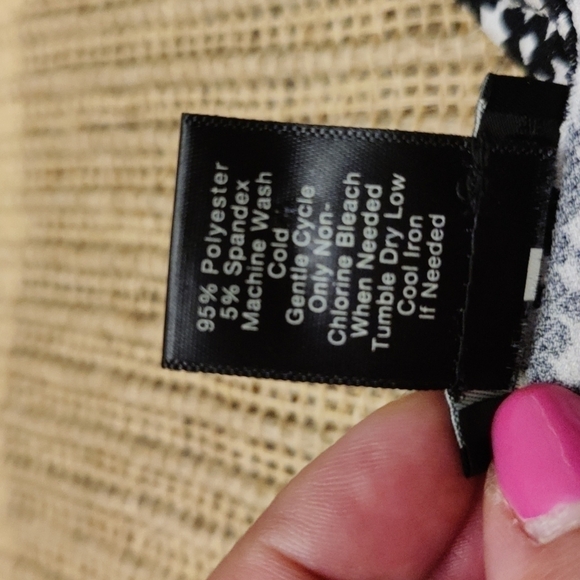 95% Polyester
5% Spandex
Machine Wash
Cold
Gentle Cycle
Only Non-
Chlorine Bleach
When Needed
Tumble Dry Low
Cool Iron
If Needed